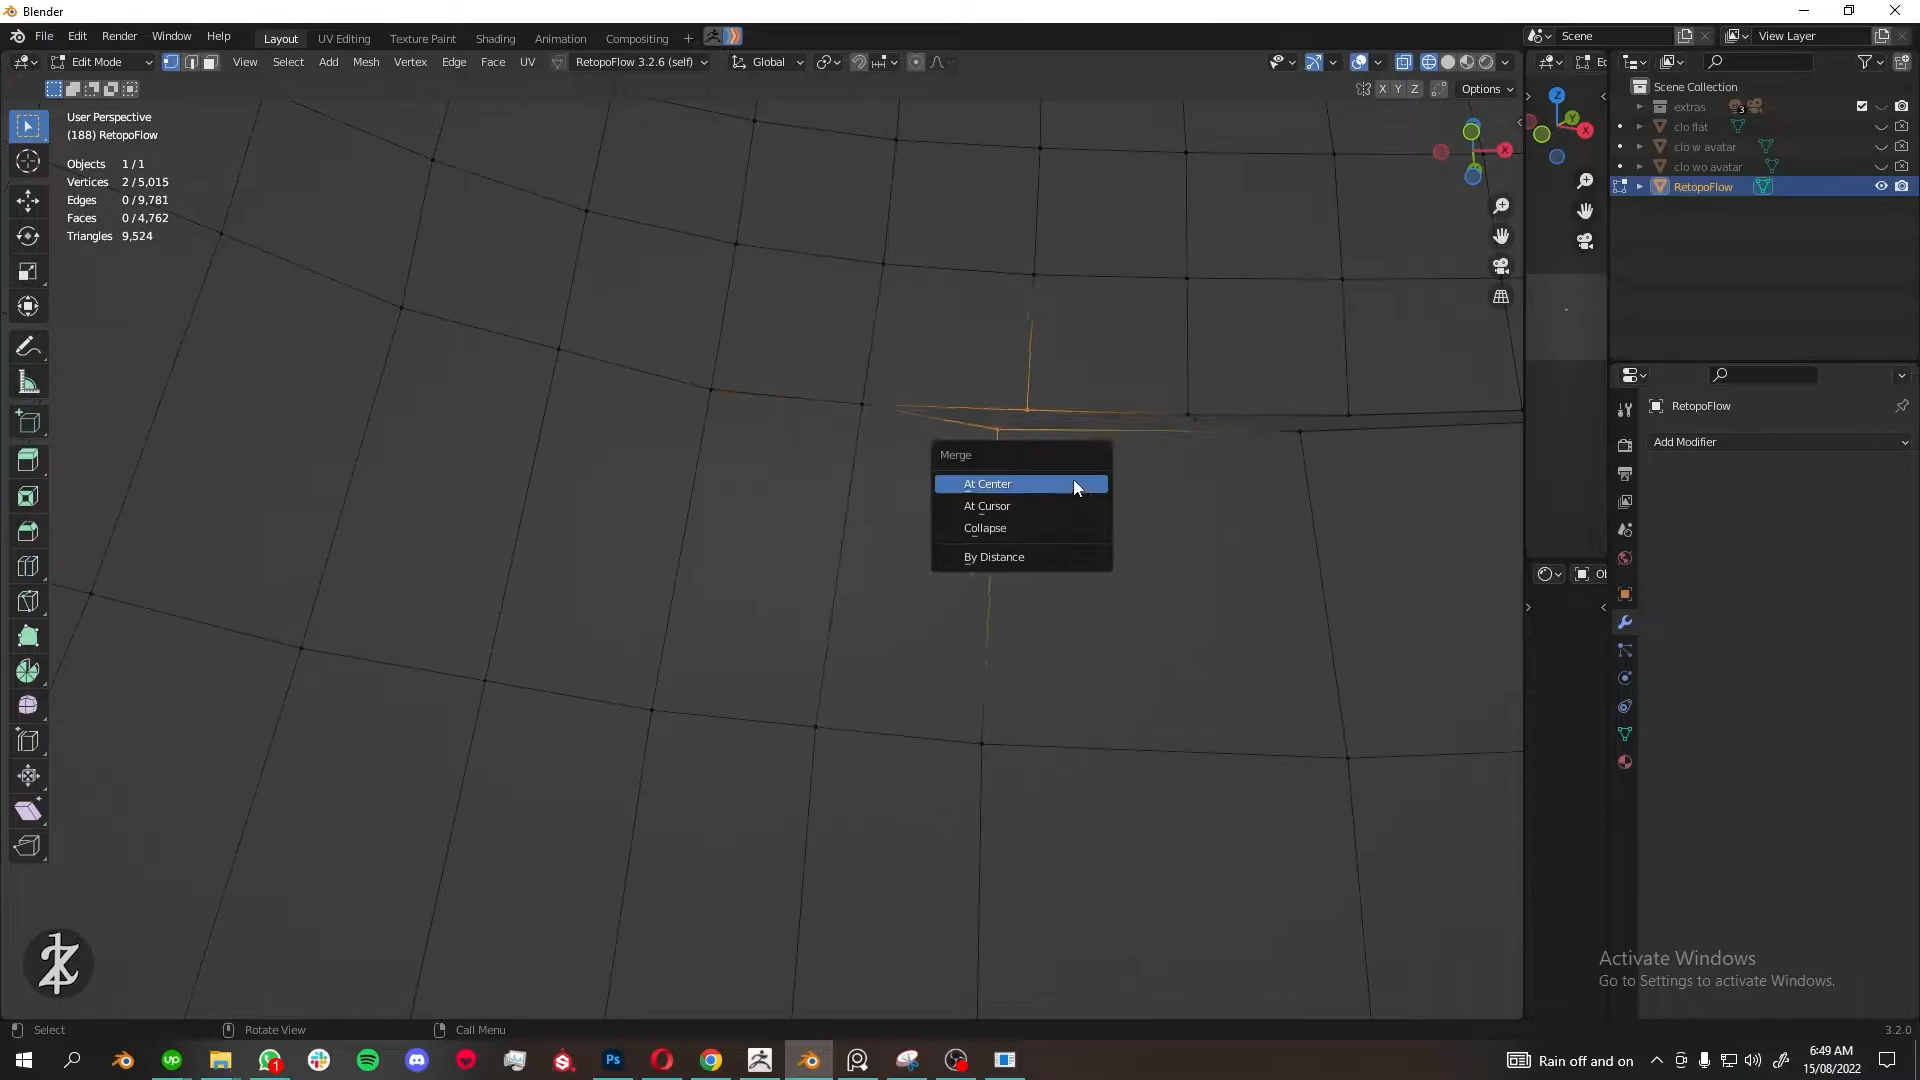 Blender
File Edit Render Window Help
Layout UV Editing Texture Paint Shading Animation Compositing
Scene
View Layer
Edit Mode
View Select Add Mesh Vertex Edge Face UV
RetopoFlow 3.2.6 (self)
Global
X Y Z
Options
User Perspective
(188) RetopoFlow
Objects 1 / 1
Vertices 2 / 5,015
Edges 0 / 9,781
Faces 0 / 4,762
Triangles 9,524
Scene Collection
extras
3
clo flat
clo w avatar
clo wo avatar
RetopoFlow
Z
Y
X
X
RetopoFlow
Add Modifier
Merge
At Center
At Cursor
Collapse
By Distance
Activate Windows
Go to Settings to activate Windows.
Select
Rotate View
Call Menu
3.2.0
up
1
Ps
Rain off and on
6:49 AM
15/08/2022